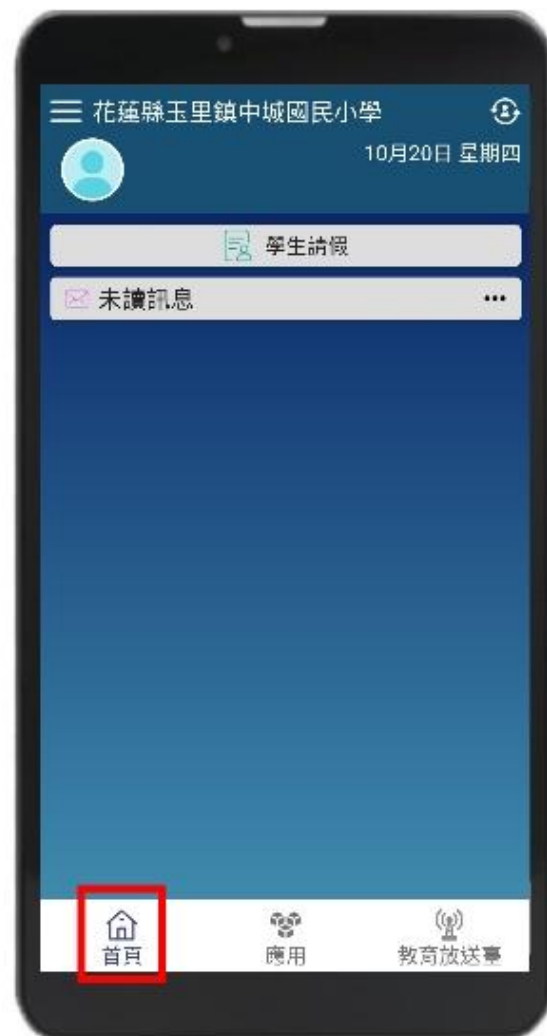 花蓮縣玉里鎮中城國民小學
10月20日 星期四
學生請假
未讀訊息
首頁
應用
教育放送臺